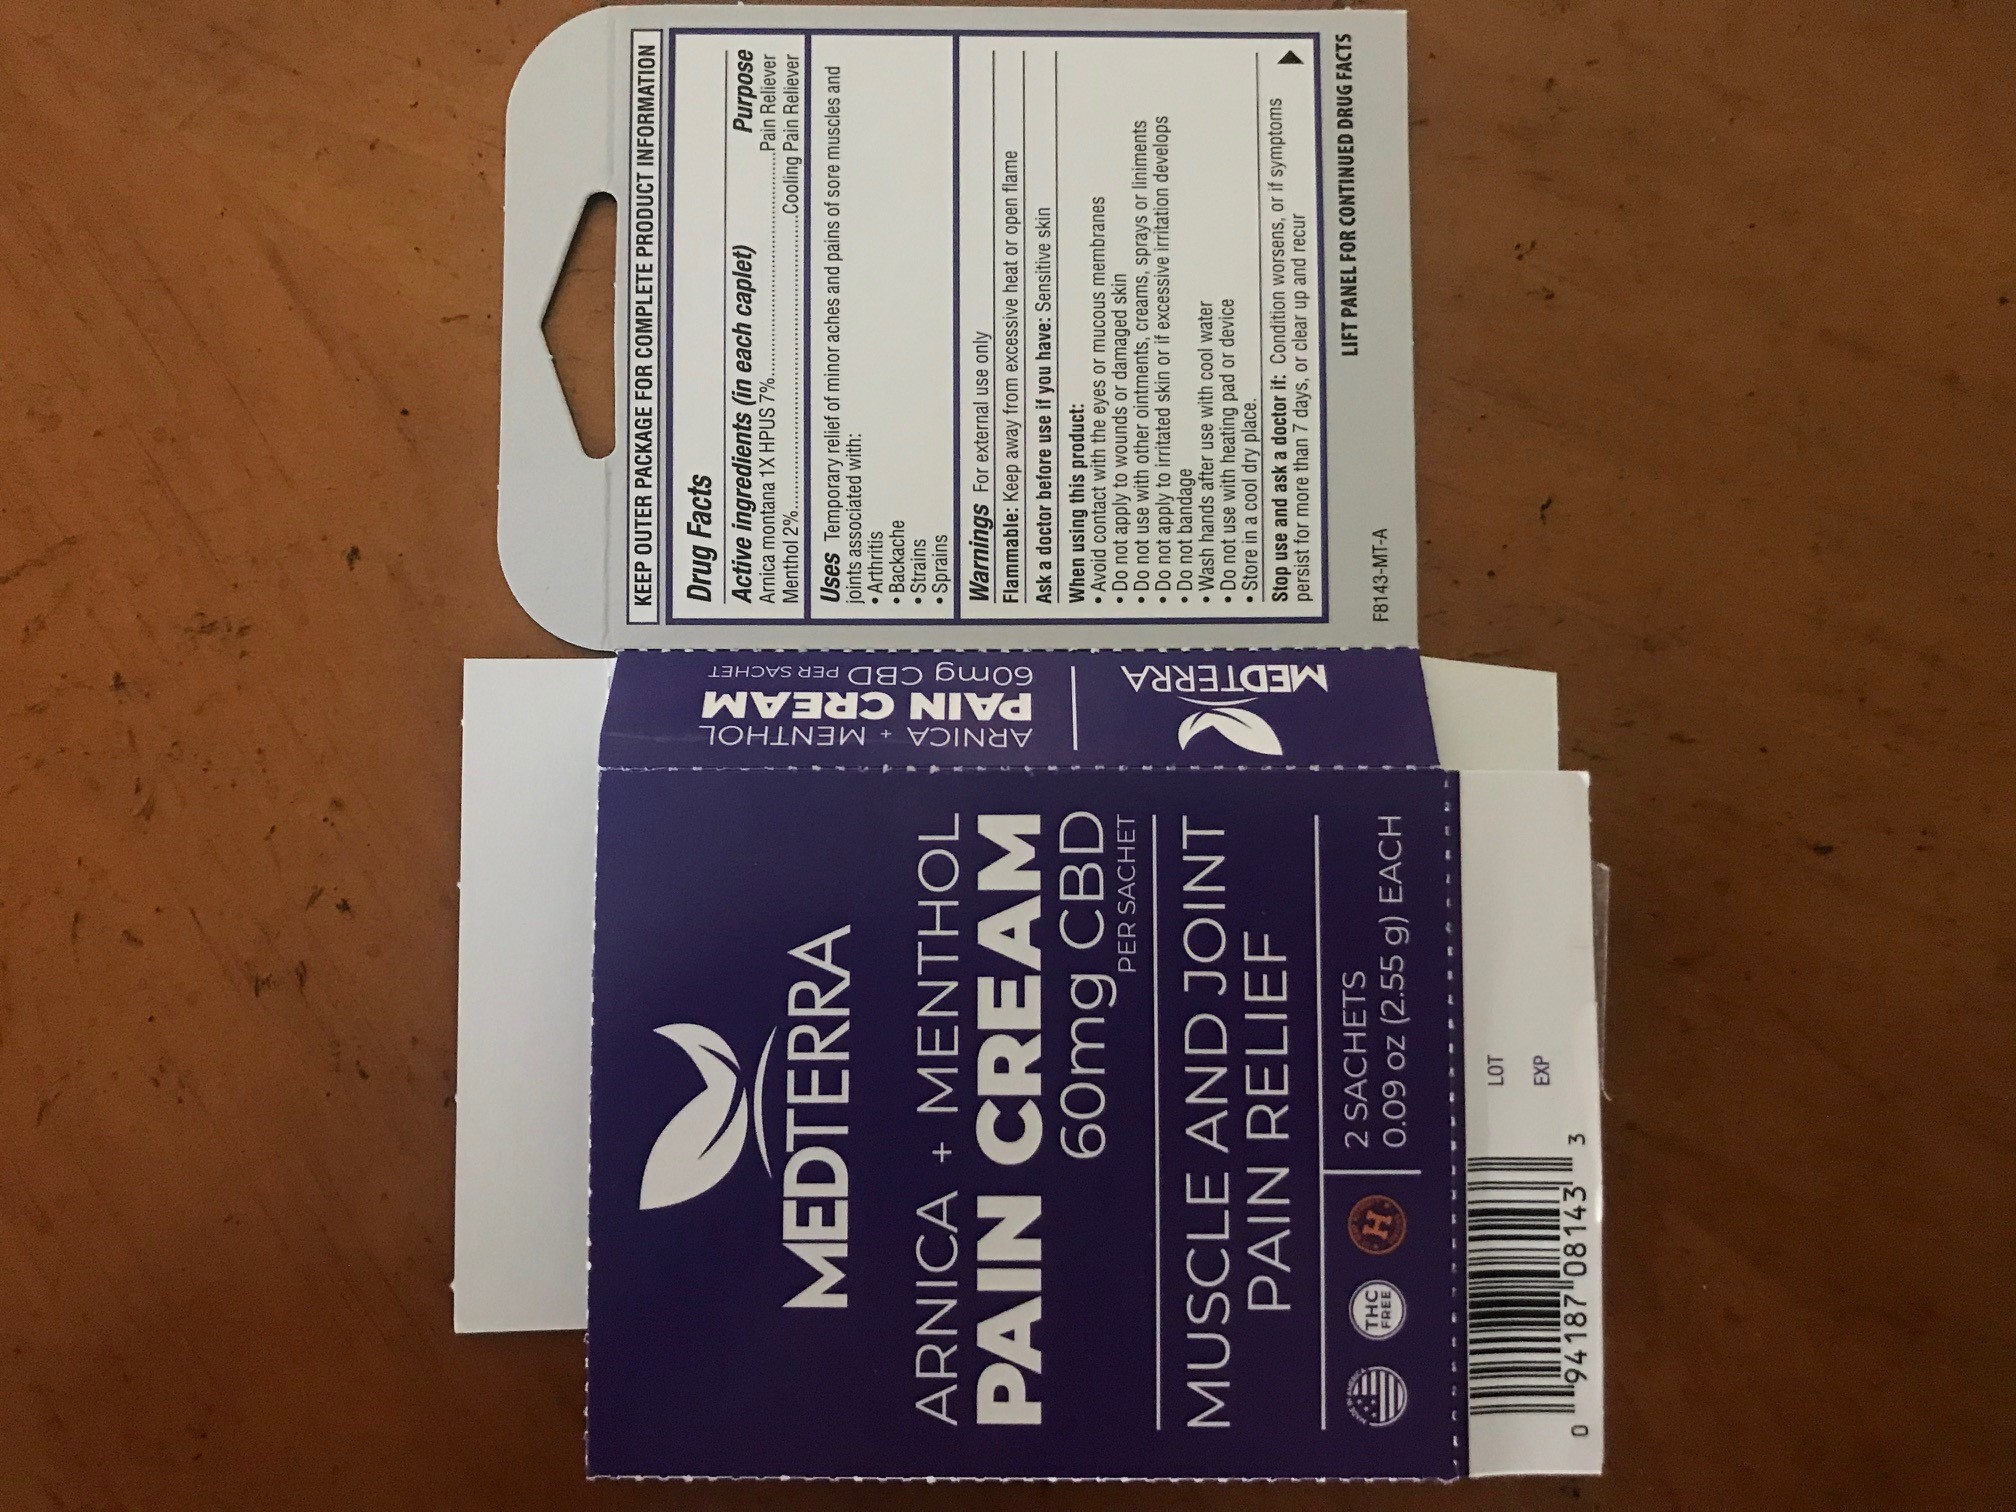 KEEP OUTER PACKAGE FOR COMPLETE PRODUCT INFORMATION
Drug Facts
Active ingredients (in each caplet) Purpose
Arnica montana 1X HPUS 7%..........Pain Reliever
Menthol 2%..........Cooling Pain Reliever
Uses Temporary relief of minor aches and pains of sore muscles and
joints associated with:
• Arthritis
• Backache
• Strains
• Sprains
Warnings For external use only
Flammable: Keep away from excessive heat or open flame
Ask a doctor before use if you have: Sensitive skin
When using this product:
• Avoid contact with the eyes or mucous membranes
• Do not apply to wounds or damaged skin
• Do not use with other ointments, creams, sprays or liniments
• Do not apply to irritated skin or if excessive irritation develops
• Do not bandage
• Wash hands after use with cool water
• Do not use with heating pad or device
• Store in a cool dry place.
Stop use and ask a doctor if: Condition worsens, or if symptoms
persist for more than 7 days, or clear up and recur
LIFT PANEL FOR CONTINUED DRUG FACTS
F8143-MT-A
ARNICA + MENTHOL
PAIN CREAM
60mg CBD PER SACHET
MEDTERRA
MEDTERRA
ARNICA + MENTHOL
PAIN CREAM
60mg CBD
PER SACHET
MUSCLE AND JOINT
PAIN RELIEF
THC
FREE
H
2 SACHETS
0.09 oz (2.55 g) EACH
LOT
EXP
0 94187 08143 3